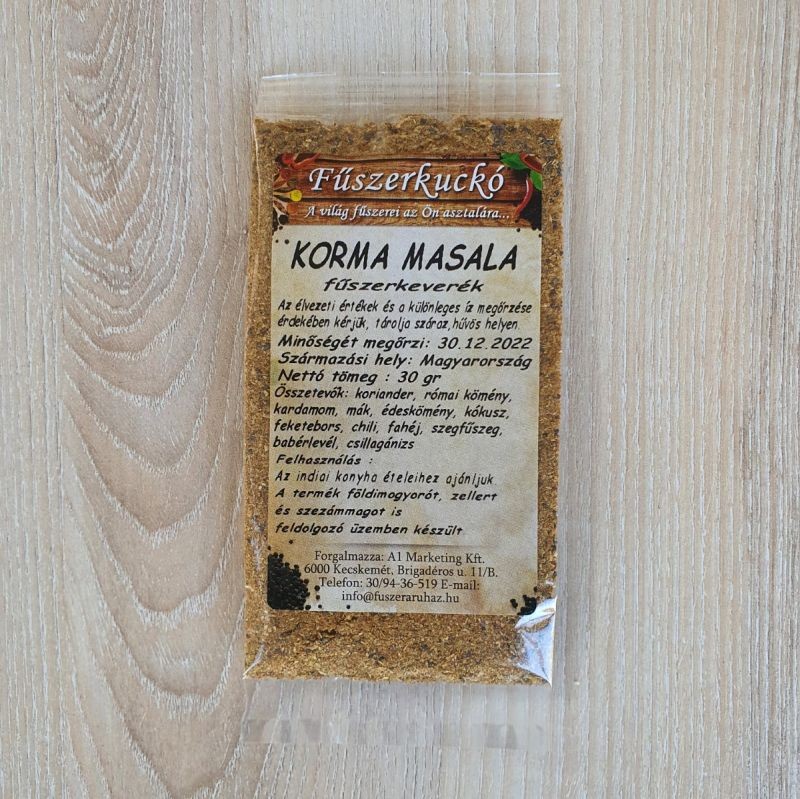 Fűszerkuckó
A világ fűszerei az Ön asztalára...
KORMA MASALA
fűszerkeverék
Az élvezeti értékek és a különleges íz megőrzése
érdekében kérjük, tárolja száraz,hűvös helyen.
Minőségét megőrzi: 30.12.2022
Származási hely: Magyarország
Nettó tömeg : 30 gr
Összetevők: koriander, római kömény,
kardamom, mák, édeskömény, kókusz,
feketebors, chili, fahéj, szegfűszeg,
babérlevél, csillagánizs
Felhasználás :
Az indiai konyha ételeihez ajánljuk.
A termék földimogyorót, zellert
és szezámmagot is
feldolgozó üzemben készült.
Forgalmazza: A1 Marketing Kft.
6000 Kecskemét, Brigadéros u. 11/B.
Telefon: 30/94-36-519 E-mail:
info@fuszeraruhaz.hu